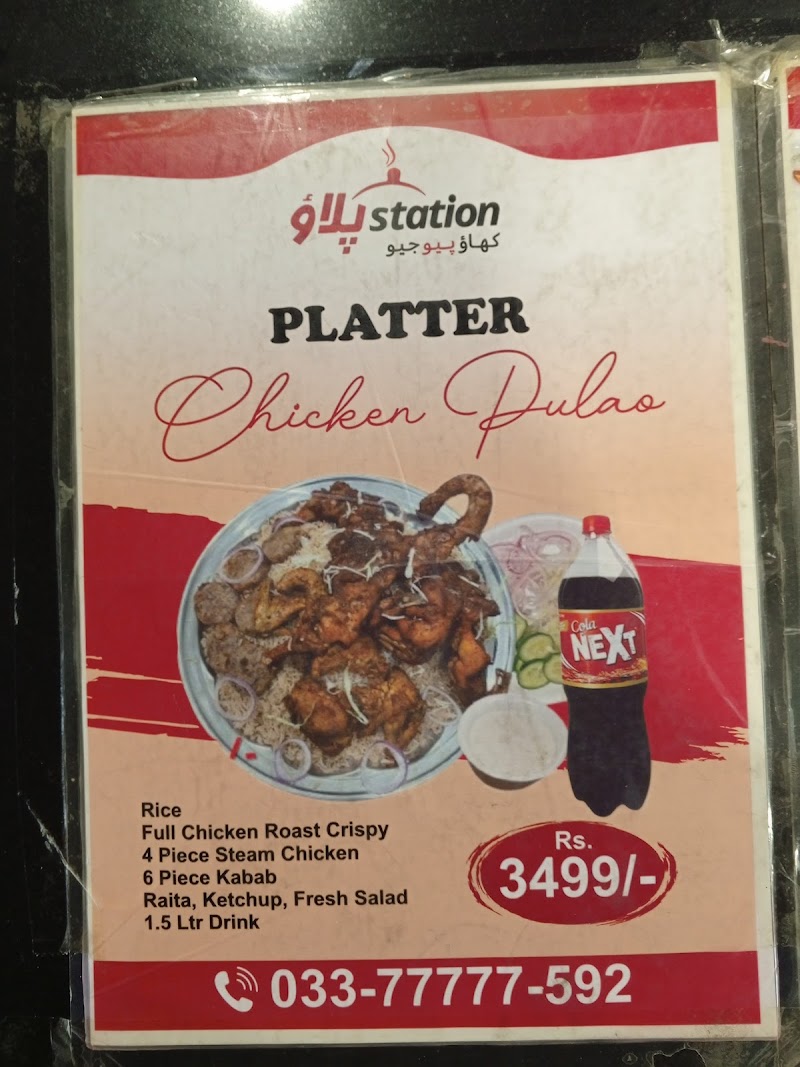 پلاؤ station
کھاؤ پیو جیو
PLATTER
Chicken Pulao
Cola
NEXT
Rice
Full Chicken Roast Crispy
4 Piece Steam Chicken
6 Piece Kabab
Raita, Ketchup, Fresh Salad
1.5 Ltr Drink
Rs.
3499/-
033-77777-592